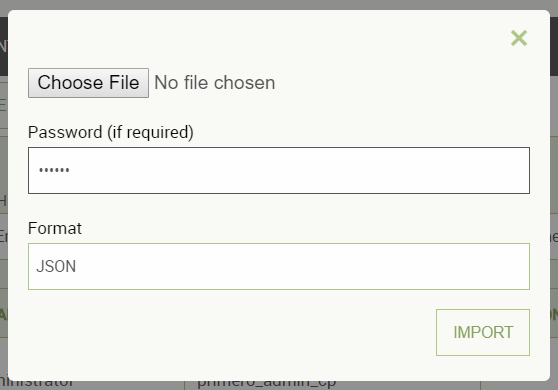 ×
Choose File No file chosen
Password (if required)
••••••
Format
JSON
IMPORT
primero_admin_cp